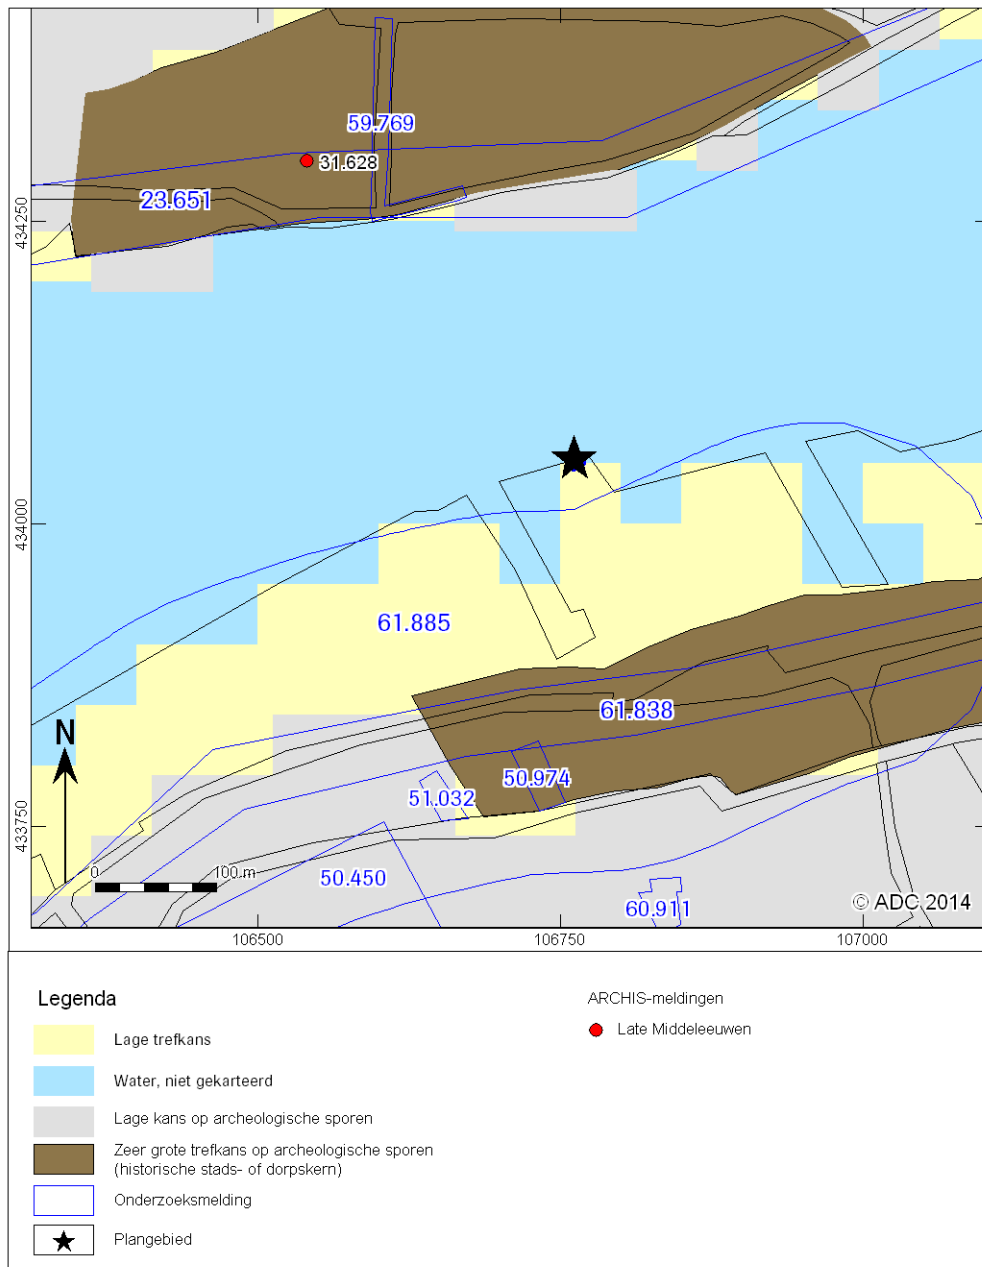 59.769
31.628
23.651
434250
434000
61.885
61.838
N
50.974
51.032
433750
0
100 m
50.450
60.911
© ADC 2014
106500
106750
107000
Legenda
Lage trefkans
Water, niet gekarteerd
Lage kans op archeologische sporen
Zeer grote trefkans op archeologische sporen
(historische stads- of dorpskern)
Onderzoeksmelding
Plangebied
ARCHIS-meldingen
Late Middeleeuwen